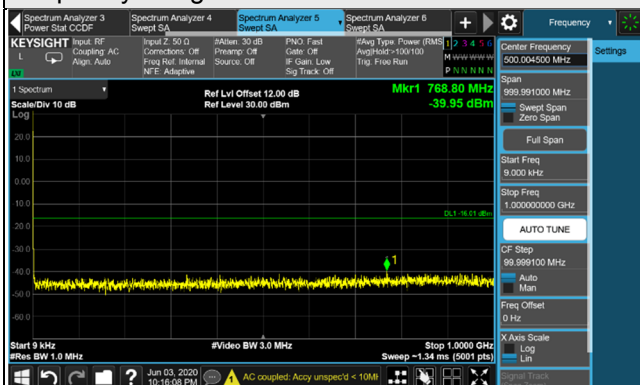 Spectrum Analyzer 3
Power Stat CCDF
Spectrum Analyzer 4
Swept SA
Spectrum Analyzer 5
Swept SA
Spectrum Analyzer 6
Swept SA
Frequency
KEYSIGHT
Input: RF
Coupling: AC
Align: Auto
Input Z: 50 Ω
Corrections: Off
Freq Ref: Internal
NFE: Adaptive
#Atten: 30 dB
Preamp: Off
Source: Off
PNO: Fast
Gate: Off
IF Gain: Low
Sig Track: Off
#Avg Type: Power (RMS
Avg|Hold:>100/100
Trig: Free Run
1 2 3 4 5 6
M W W W W W
P N N N N N
1 Spectrum
Scale/Div 10 dB
Ref Lvl Offset 12.00 dB
Ref Level 30.00 dBm
Mkr1 768.80 MHz
-39.95 dBm
Log
20.0
10.0
0.00
-10.0
DL1 -16.01 dBm
-20.0
-30.0
-40.0
1
-50.0
-60.0
Start 9 kHz
#Res BW 1.0 MHz
#Video BW 3.0 MHz
Stop 1.0000 GHz
Sweep ~1.34 ms (5001 pts)
Center Frequency
500.004500 MHz
Settings
Span
999.991000 MHz
Swept Span
Zero Span
Full Span
Start Freq
9.000 kHz
Stop Freq
1.000000000 GHz
AUTO TUNE
CF Step
99.999100 MHz
Auto
Man
Freq Offset
0 Hz
X Axis Scale
Log
Lin
Signal Track
Jun 03, 2020
10:16:08 PM
AC coupled: Accy unspec'd < 10MH